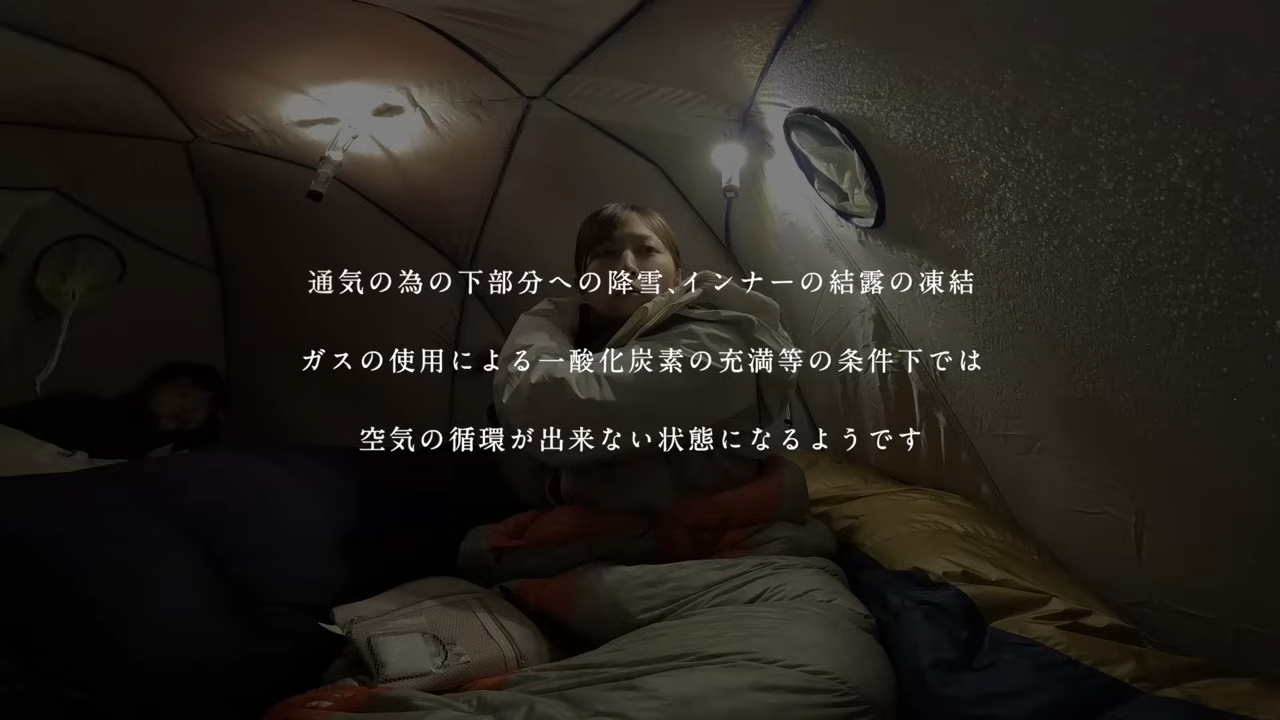 通気の為の下部分への降雪、インナーの結露の凍結
ガスの使用による一酸化炭素の充満等の条件下では
空気の循環が出来ない状態になるようです